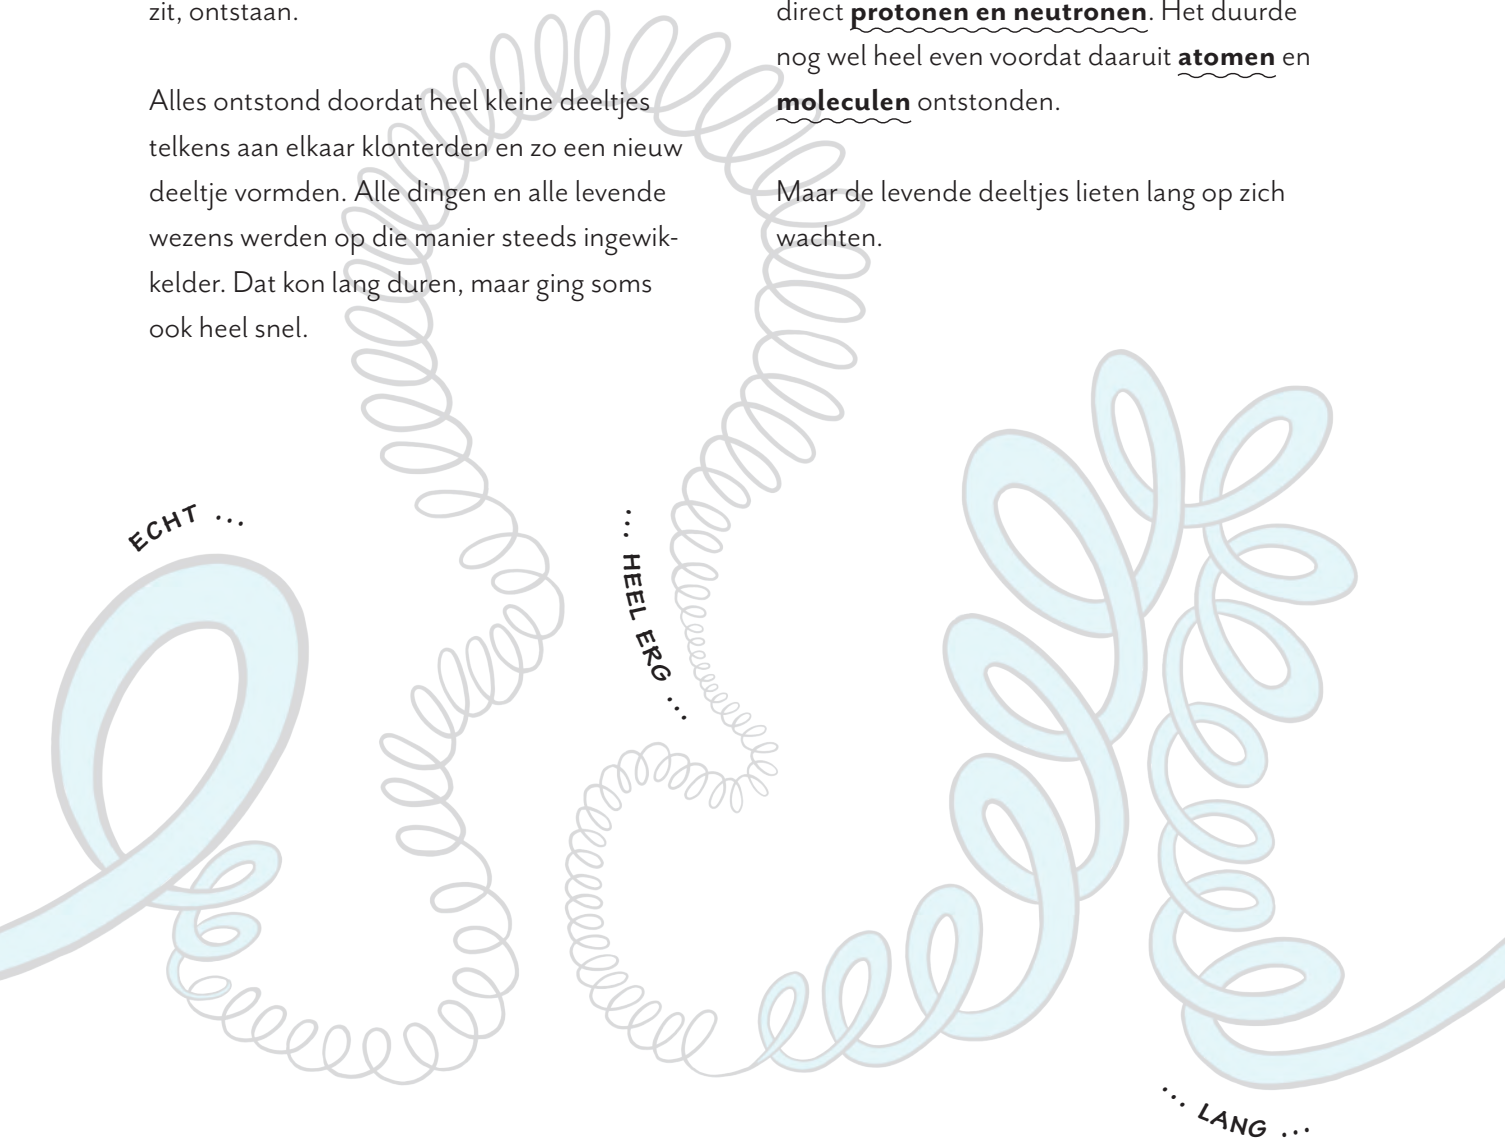 zit, ontstaan.
Alles ontstond doordat heel kleine deeltjes
telkens aan elkaar klonterden en zo een nieuw
deeltje vormden. Alle dingen en alle levende
wezens werden op die manier steeds ingewik-
kelder. Dat kon lang duren, maar ging soms
ook heel snel.
direct protonen en neutronen. Het duurde
nog wel heel even voordat daaruit atomen en
moleculen ontstonden.
Maar de levende deeltjes lieten lang op zich
wachten.
ECHT ...
... HEEL ERG ...
... LANG ...